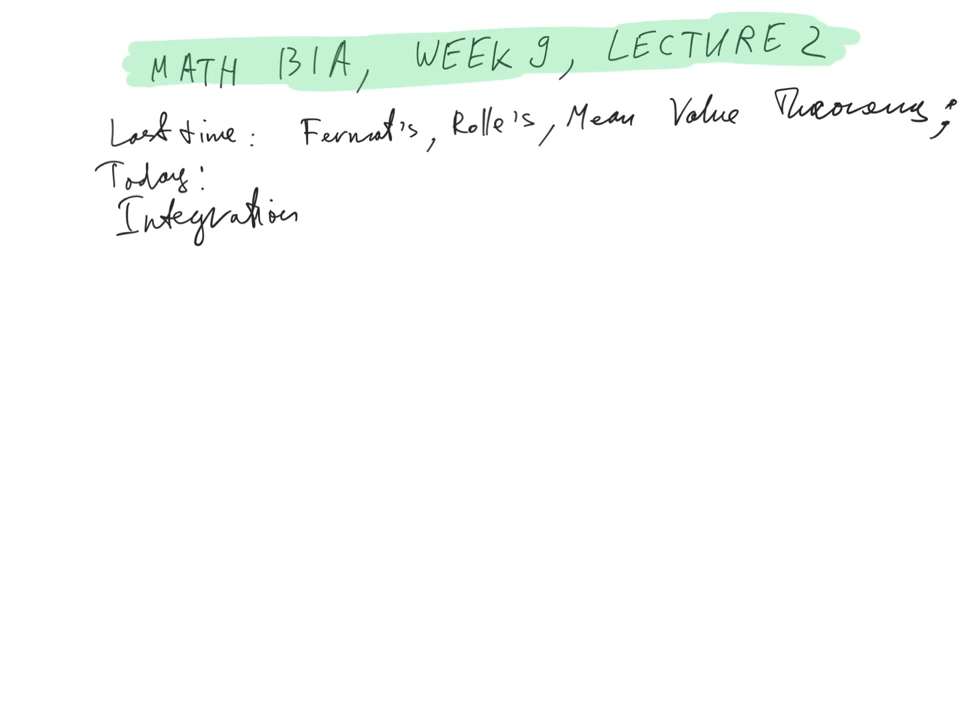 MATH 131A, WEEK 9, LECTURE 2
Last time: Fermat's, Rolle's, Mean Value Theorems;
Today:
Integration